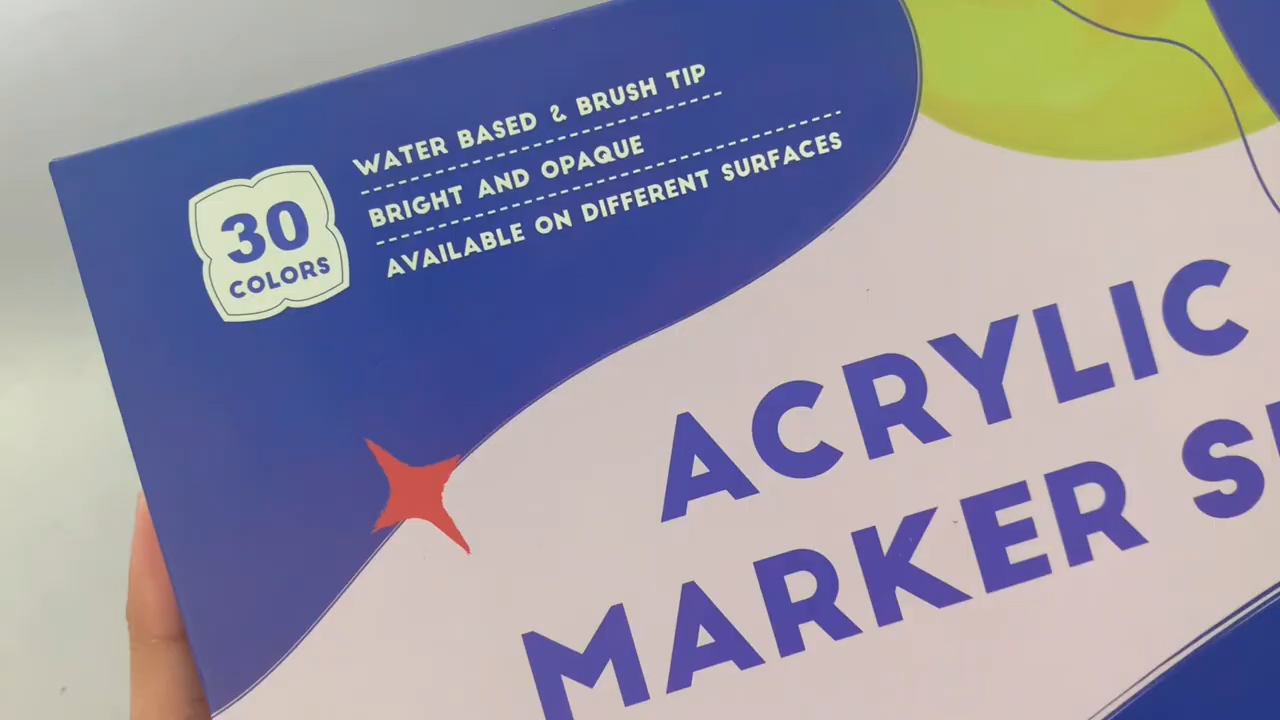 30
COLORS
WATER BASED & BRUSH TIP
BRIGHT AND OPAQUE
AVAILABLE ON DIFFERENT SURFACES
ACRYLIC
MARKER